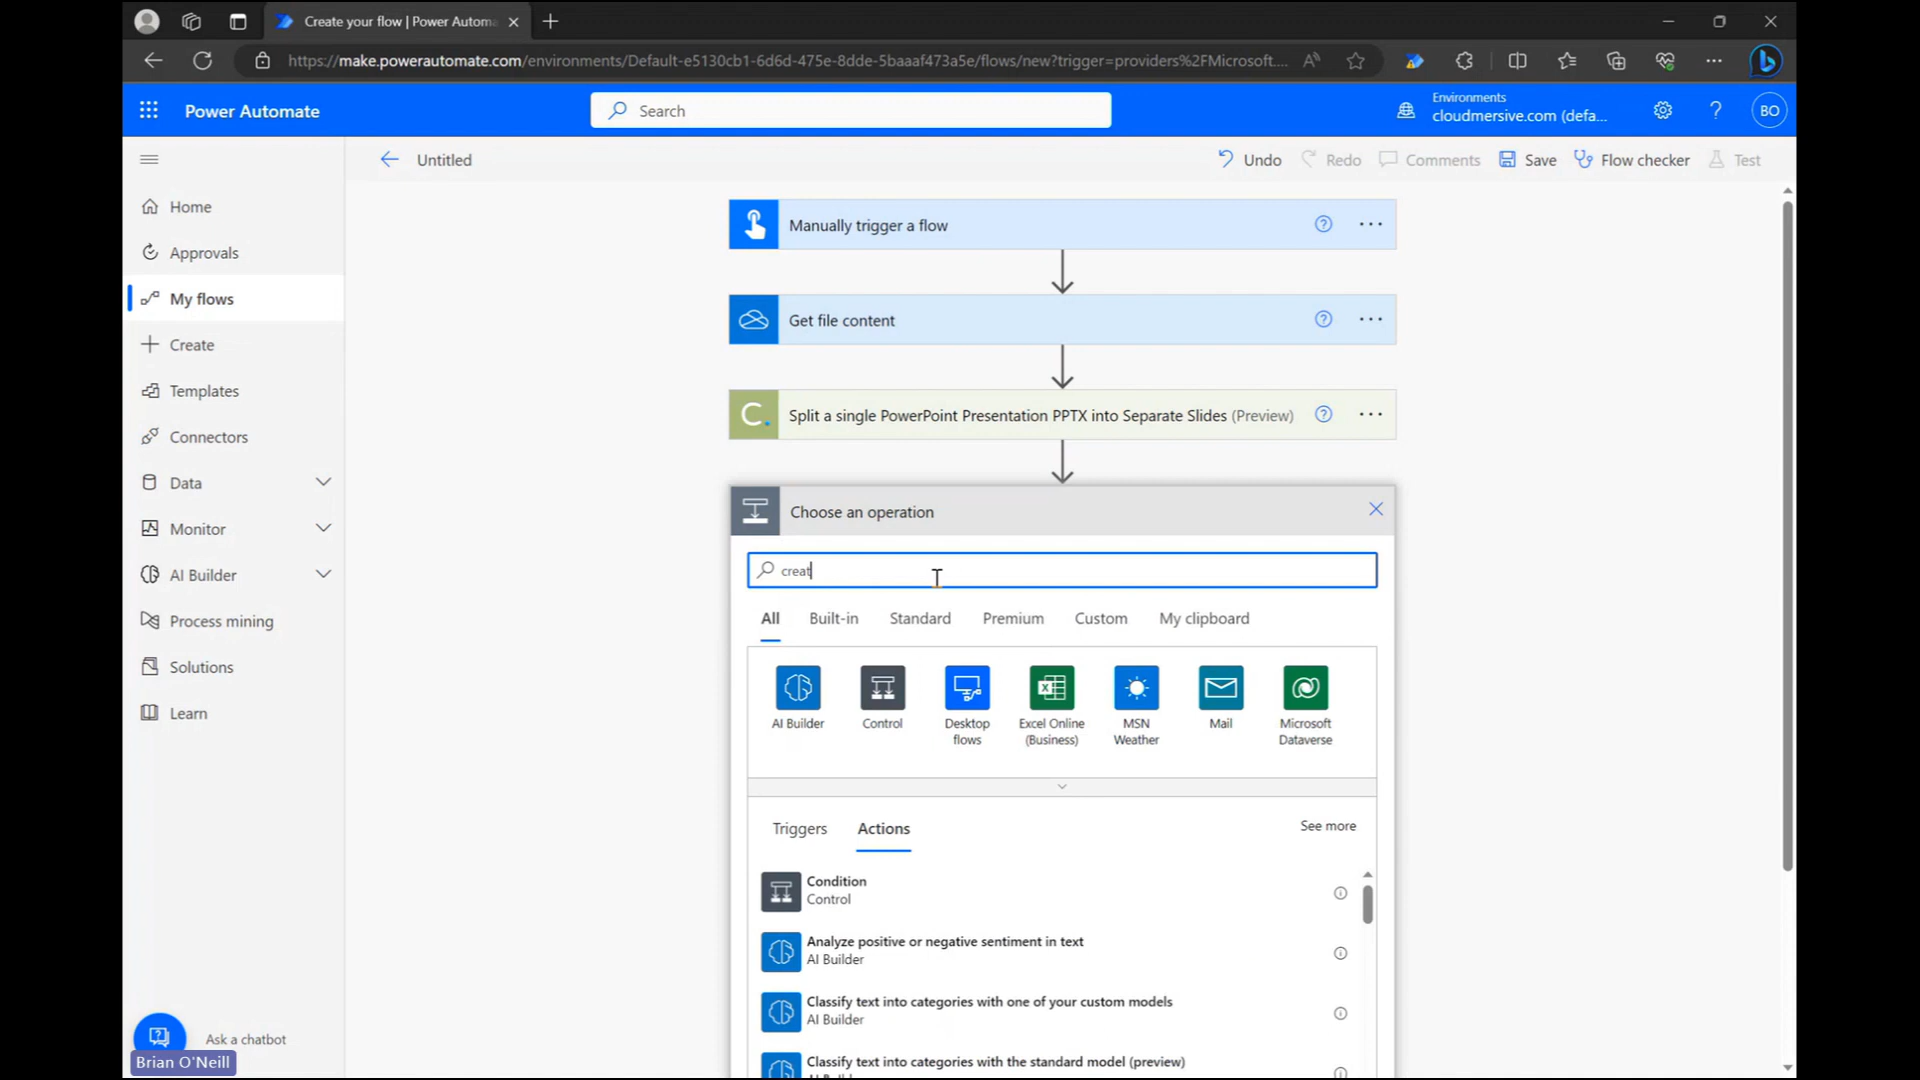 Create your flow | PowerAutom
https://make.powerautomate.com/environments/Default-e5130cb1-6d6d-475e-8dde-5baaaf473a5e/flows/new?trigger=providers%2FMicrosoft....
Power Automate
Search
Environments
cloudmersive.com (defa...
BO
Untitled
Undo
Redo
Comments
Save
Flow checker
Test
Home
Approvals
My flows
Create
Templates
Connectors
Data
Monitor
AI Builder
Process mining
Solutions
Learn
Ask a chatbot
Brian O'Neill
Manually trigger a flow
Get file content
C. Split a single PowerPoint Presentation PPTX into Separate Slides (Preview)
Choose an operation
creat
All Built-in Standard Premium Custom My clipboard
AI Builder
Control
Desktop flows
Excel Online (Business)
MSN Weather
Mail
Microsoft Dataverse
Triggers Actions See more
Condition
Control
Analyze positive or negative sentiment in text
AI Builder
Classify text into categories with one of your custom models
AI Builder
Classify text into categories with the standard model (preview)